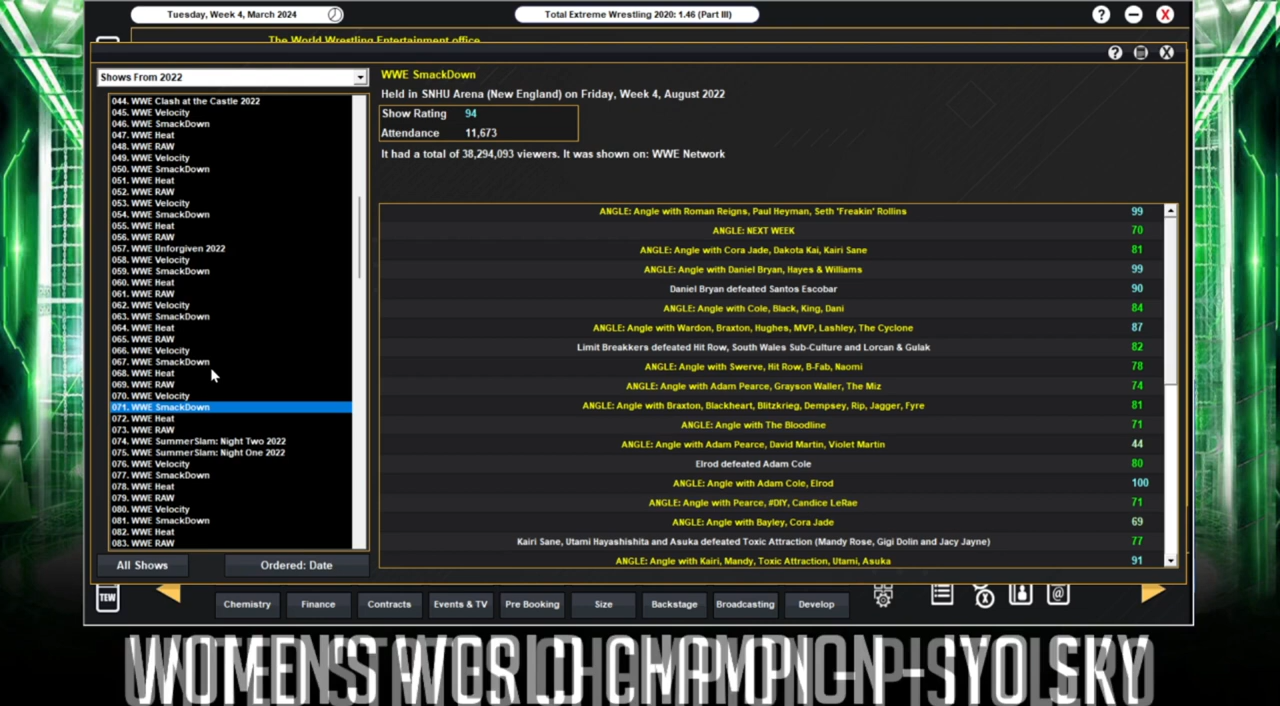 Tuesday, Week 4, March 2024
Total Extreme Wrestling 2020: 1.46 (Part III)
?
X
The World Wrestling Entertainment office
?
X
Shows From 2022
WWE SmackDown
Held in SNHU Arena (New England) on Friday, Week 4, August 2022
Show Rating 94
Attendance 11,673
It had a total of 38,294,093 viewers. It was shown on: WWE Network
044. WWE Clash at the Castle 2022
045. WWE Velocity
046. WWE SmackDown
047. WWE Heat
048. WWE RAW
049. WWE Velocity
050. WWE SmackDown
051. WWE Heat
052. WWE RAW
053. WWE Velocity
054. WWE SmackDown
055. WWE Heat
056. WWE RAW
057. WWE Unforgiven 2022
058. WWE Velocity
059. WWE SmackDown
060. WWE Heat
061. WWE RAW
062. WWE Velocity
063. WWE SmackDown
064. WWE Heat
065. WWE RAW
066. WWE Velocity
067. WWE SmackDown
068. WWE Heat
069. WWE RAW
070. WWE Velocity
071. WWE SmackDown
072. WWE Heat
073. WWE RAW
074. WWE SummerSlam: Night Two 2022
075. WWE SummerSlam: Night One 2022
076. WWE Velocity
077. WWE SmackDown
078. WWE Heat
079. WWE RAW
080. WWE Velocity
081. WWE SmackDown
082. WWE Heat
083. WWE RAW
All Shows
Ordered: Date
ANGLE: Angle with Roman Reigns, Paul Heyman, Seth 'Freakin' Rollins 99
ANGLE: NEXT WEEK 70
ANGLE: Angle with Cora Jade, Dakota Kai, Kairi Sane 81
ANGLE: Angle with Daniel Bryan, Hayes & Williams 99
Daniel Bryan defeated Santos Escobar 90
ANGLE: Angle with Cole, Black, King, Dani 84
ANGLE: Angle with Wardon, Braxton, Hughes, MVP, Lashley, The Cyclone 87
Limit Breakkers defeated Hit Row, South Wales Sub-Culture and Lorcan & Gulak 82
ANGLE: Angle with Swerve, Hit Row, B-Fab, Naomi 78
ANGLE: Angle with Adam Pearce, Grayson Waller, The Miz 74
ANGLE: Angle with Braxton, Blackheart, Blitzkrieg, Dempsey, Rip, Jagger, Fyre 81
ANGLE: Angle with The Bloodline 71
ANGLE: Angle with Adam Pearce, David Martin, Violet Martin 44
Elrod defeated Adam Cole 80
ANGLE: Angle with Adam Cole, Elrod 100
ANGLE: Angle with Pearce, #DIY, Candice LeRae 71
ANGLE: Angle with Bayley, Cora Jade 69
Kairi Sane, Utami Hayashishita and Asuka defeated Toxic Attraction (Mandy Rose, Gigi Dolin and Jacy Jayne) 77
ANGLE: Angle with Kairi, Mandy, Toxic Attraction, Utami, Asuka 91
TEW
Chemistry
Finance
Contracts
Events & TV
Pre Booking
Size
Backstage
Broadcasting
Develop
@
WOMEN'S WORLD CHAMPION - IYO SKY